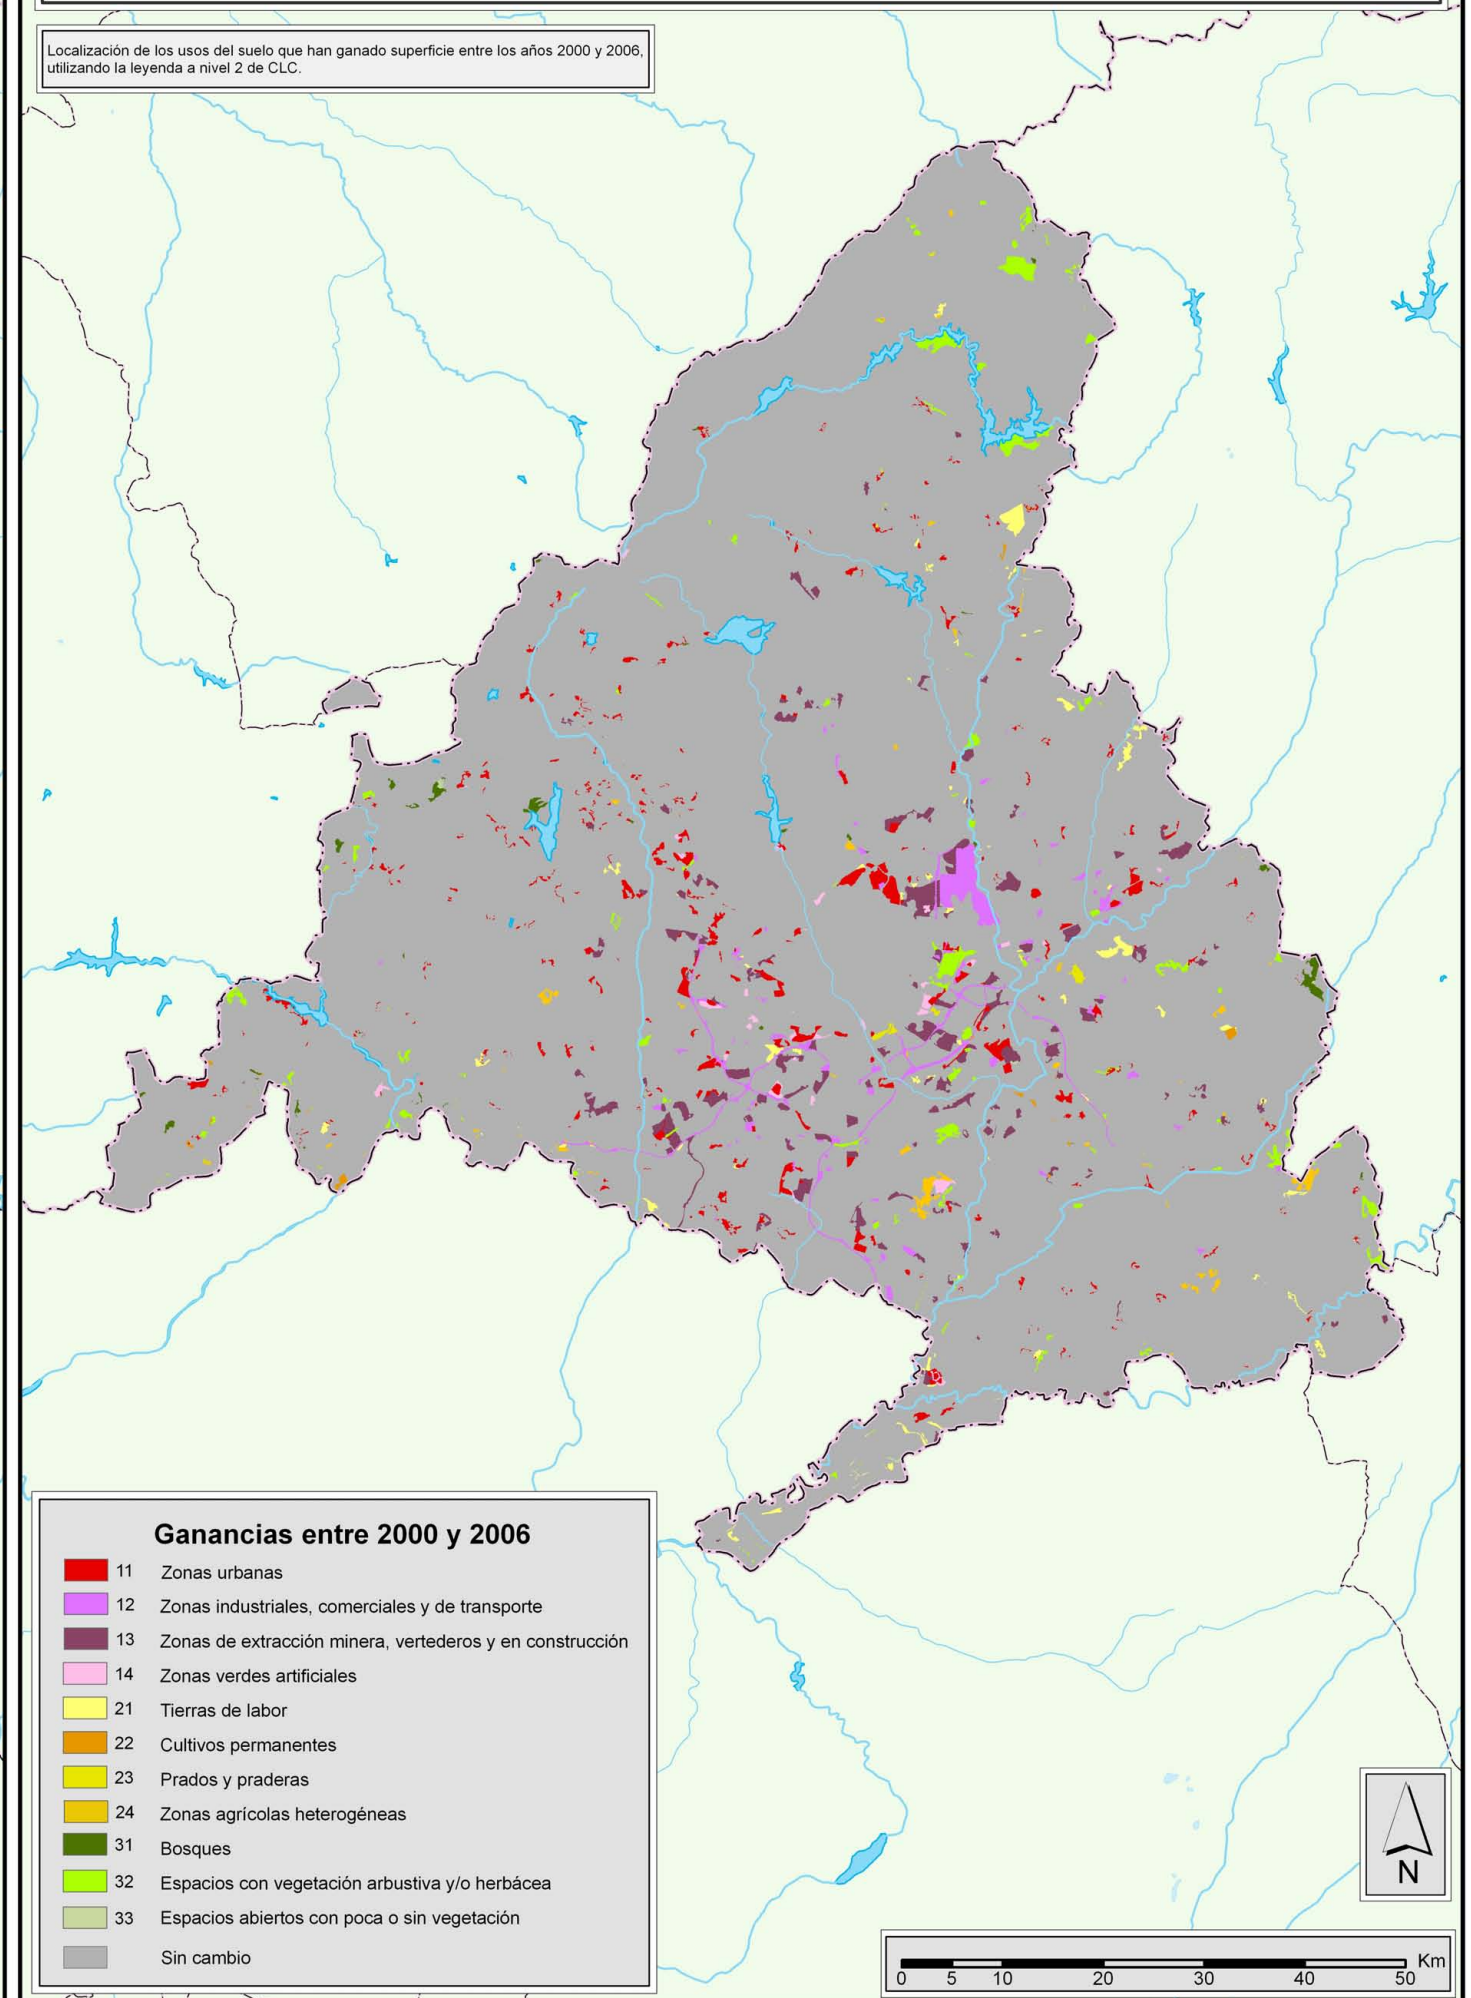 Localización de los usos del suelo que han ganado superficie entre los años 2000 y 2006,
utilizando la leyenda a nivel 2 de CLC.
Ganancias entre 2000 y 2006
11 Zonas urbanas
12 Zonas industriales, comerciales y de transporte
13 Zonas de extracción minera, vertederos y en construcción
14 Zonas verdes artificiales
21 Tierras de labor
22 Cultivos permanentes
23 Prados y praderas
24 Zonas agrícolas heterogéneas
31 Bosques
32 Espacios con vegetación arbustiva y/o herbácea
33 Espacios abiertos con poca o sin vegetación
Sin cambio
N
Km
0 5 10 20 30 40 50